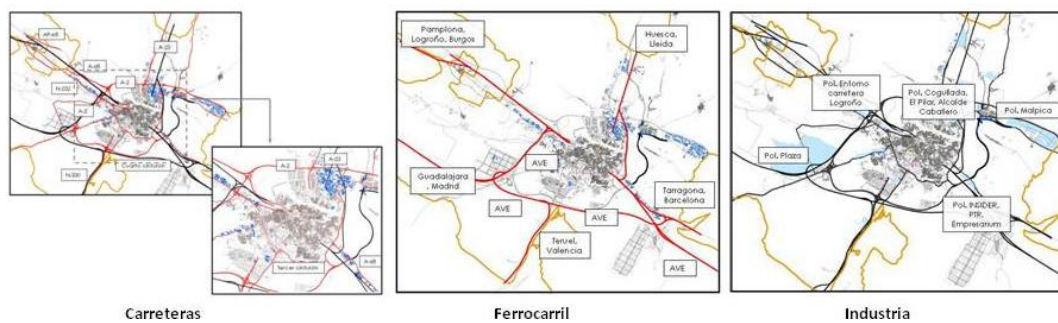 AP-68
A-23
A-68
A-2
N-232
A-2
N-330
A-2
A-23
Tercer cinturón
A-68
Carreteras
Pamplona,
Logroño, Burgos
Huesca,
Lleida
AVE
Guadalajara
, Madrid
Tarragona,
Barcelona
AVE
AVE
Teruel,
Valencia
AVE
Ferrocarril
Pol. Entorno
carretera
Logroño
Pol. Cogullada,
El Pilar, Alcalde
Caballero
Pol. Malpica
Pol. Plaza
Pol. INSIDER,
PTR,
Empresarium
Industria